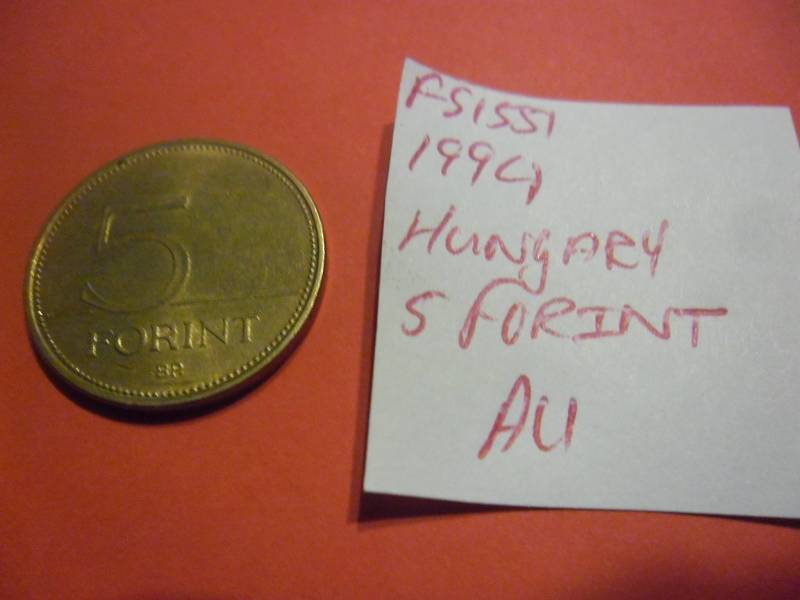 5
FORINT
BP.
FS1551
1994
HUNgARY
5 FORINT
AU